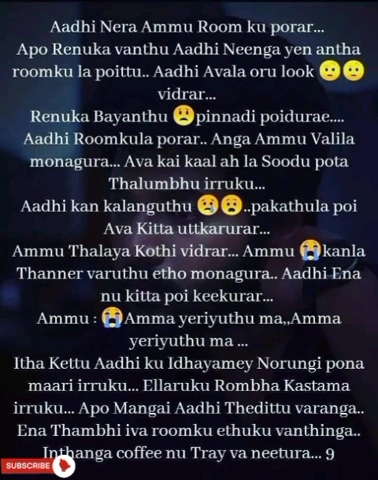 Aadhi Nera Ammu Room ku porar...
Apo Renuka vanthu Aadhi Neenga yen antha
roomku la poittu.. Aadhi Avala oru look 🙁🙁
vidrar...
Renuka Bayanthu 😢pinnadi poidurae....
Aadhi Roomkula porar.. Anga Ammu Valila
monagura... Ava kai kaal ah la Soodu pota
Thalumbhu irruku...
Aadhi kan kalanguthu 😢😧..pakathula poi
Ava Kitta uttkarurar...
Ammu Thalaya Kothi vidrar... Ammu 😭kanla
Thanner varuthu etho monagura.. Aadhi Ena
nu kitta poi keekurar...
Ammu : 😭Amma yeriyuthu ma,,Amma
yeriyuthu ma ...
Itha Kettu Aadhi ku Idhayamey Norungi pona
maari irruku... Ellaruku Rombha Kastama
irruku... Apo Mangai Aadhi Thedittu varanga..
Ena Thambhi iva roomku ethuku vanthinga..
Inthanga coffee nu Tray va neetura... 9
SUBSCRIBE